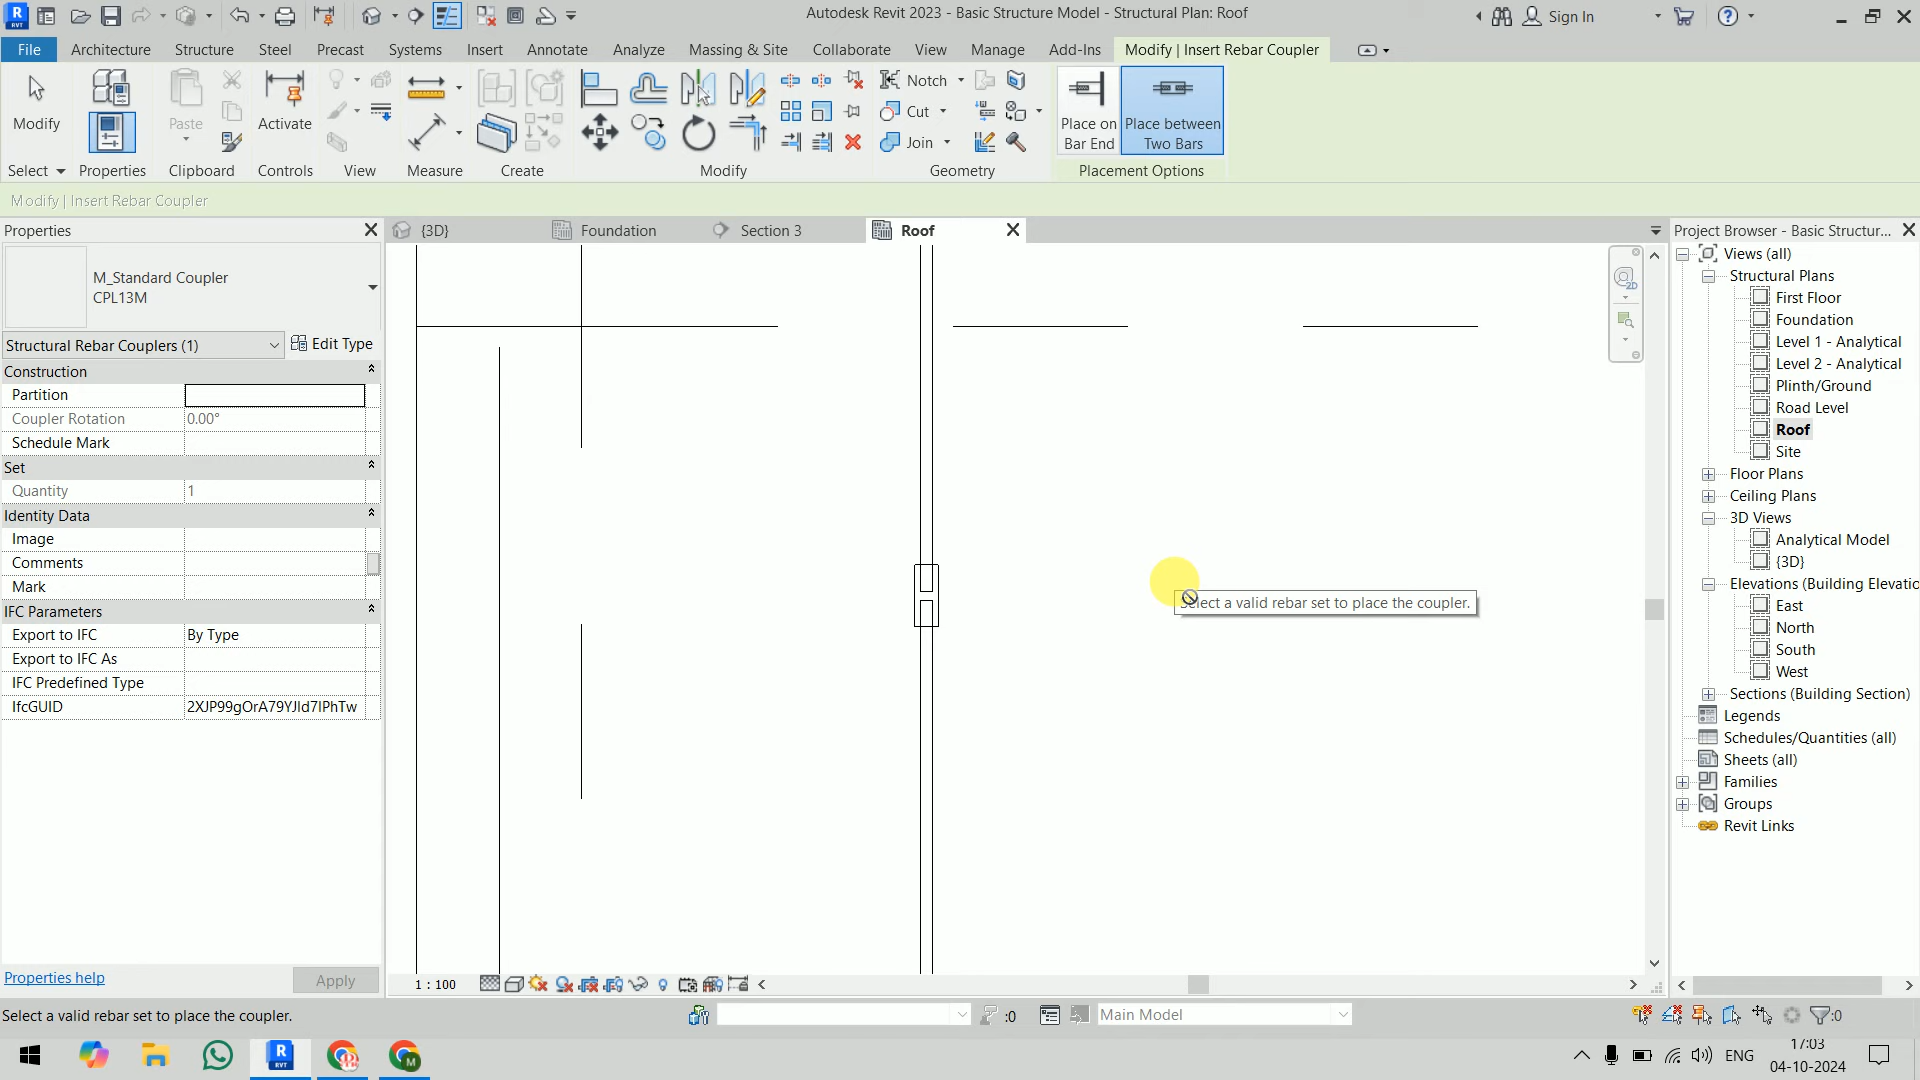 Autodesk Revit 2023 - Basic Structure Model - Structural Plan: Roof
Sign In
File
Architecture
Structure
Steel
Precast
Systems
Insert
Annotate
Analyze
Massing & Site
Collaborate
View
Manage
Add-Ins
Modify | Insert Rebar Coupler
Modify
Paste
Activate
Notch
Cut
Join
Place on
Bar End
Place between
Two Bars
Select
Properties
Clipboard
Controls
View
Measure
Create
Modify
Geometry
Placement Options
Modify | Insert Rebar Coupler
Properties
M_Standard Coupler
CPL13M
Structural Rebar Couplers (1)
Edit Type
Construction
Partition
Coupler Rotation 0.00°
Schedule Mark
Set
Quantity 1
Identity Data
Image
Comments
Mark
IFC Parameters
Export to IFC By Type
Export to IFC As
IFC Predefined Type
IfcGUID 2XJP99gOrA79YJld7lPhTw
Properties help
Apply
{3D}
Foundation
Section 3
Roof
2D
Select a valid rebar set to place the coupler.
1 : 100
Project Browser - Basic Structur...
Views (all)
Structural Plans
First Floor
Foundation
Level 1 - Analytical
Level 2 - Analytical
Plinth/Ground
Road Level
Roof
Site
Floor Plans
Ceiling Plans
3D Views
Analytical Model
{3D}
Elevations (Building Elevatio
East
North
South
West
Sections (Building Section)
Legends
Schedules/Quantities (all)
Sheets (all)
Families
Groups
Revit Links
Select a valid rebar set to place the coupler.
:0
Main Model
:0
ENG
17:03
04-10-2024